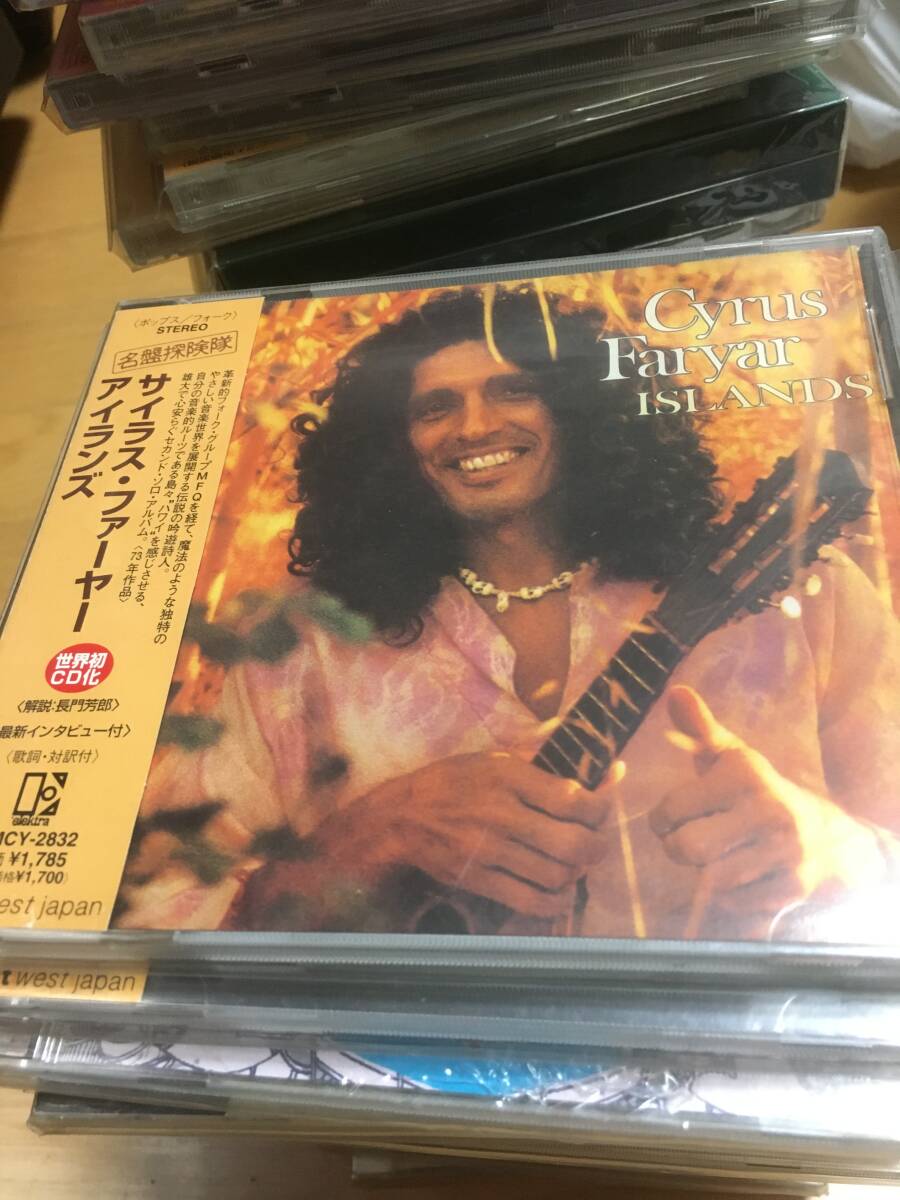 〈ポップス/フォーク〉
STEREO
名盤探険隊
サイラス・ファーヤー
アイランズ
革新的フォーク・グループMFQを経て、魔法のような独特の
やさしい音楽世界を展開する伝説の吟遊詩人。
自分の音楽的ルーツである島々"ハワイ"を感じさせる、
雄大で心安らぐセカンド・ソロ・アルバム。〈73年作品〉
世界初
CD化
〈解説:長門芳郎〉
最新インタビュー付〉
〈歌詞・対訳付〉
elektra
MCY-2832
¥1,785
価格¥1,700)
est japan
Cyrus
Faryar
ISLANDS
t west japan